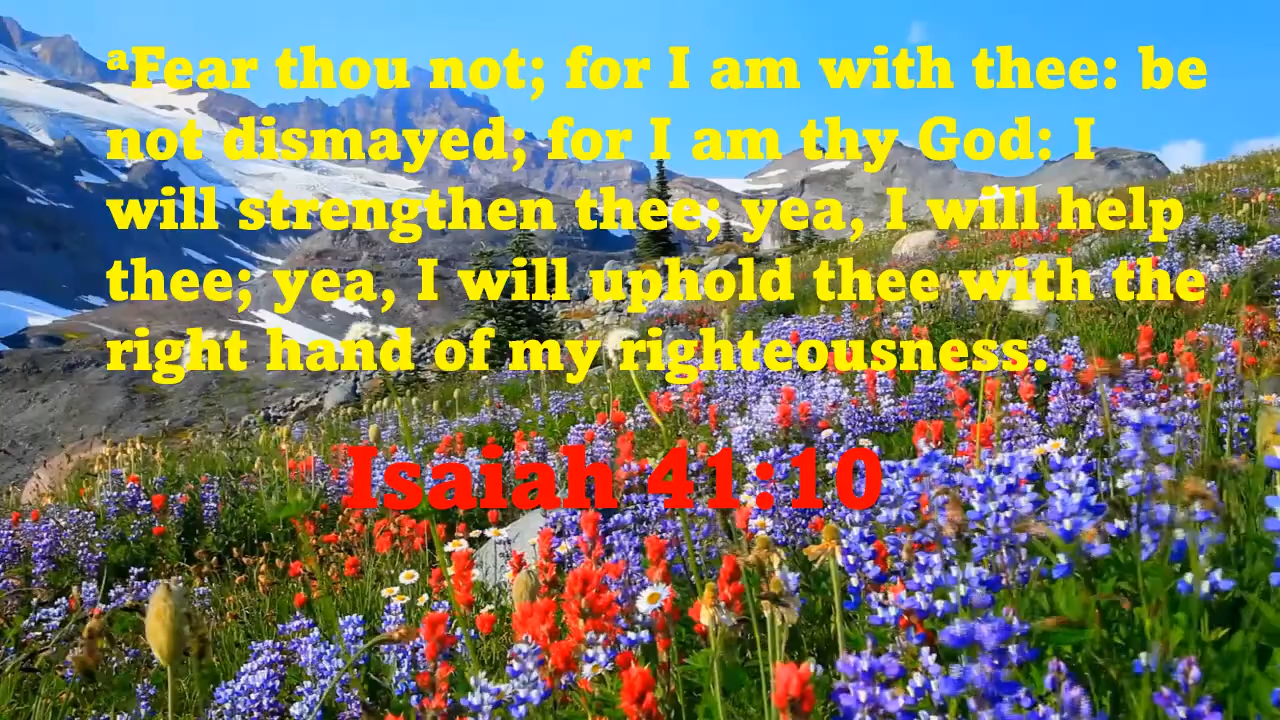 ᵃFear thou not; for I am with thee: be
not dismayed; for I am thy God: I
will strengthen thee; yea, I will help
thee; yea, I will uphold thee with the
right hand of my righteousness.
Isaiah 41:10